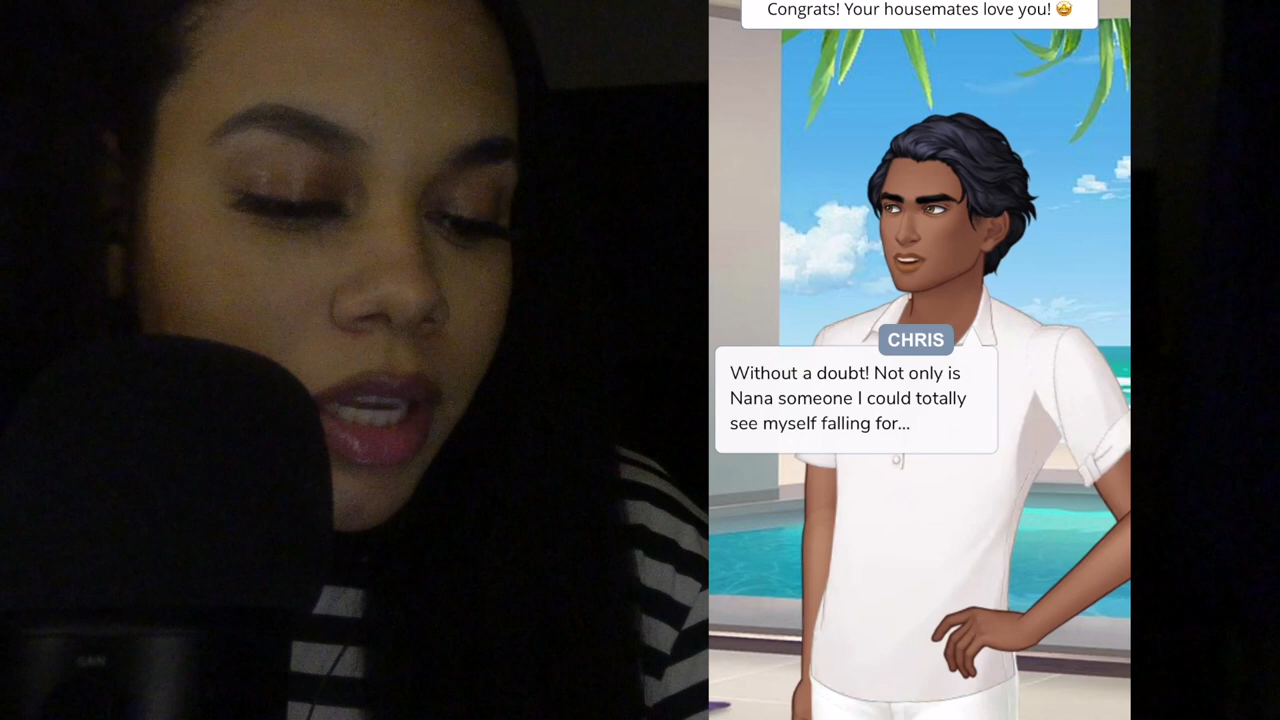 Congrats! Your housemates love you! 🤩
CHRIS
Without a doubt! Not only is
Nana someone I could totally
see myself falling for...
GAIN